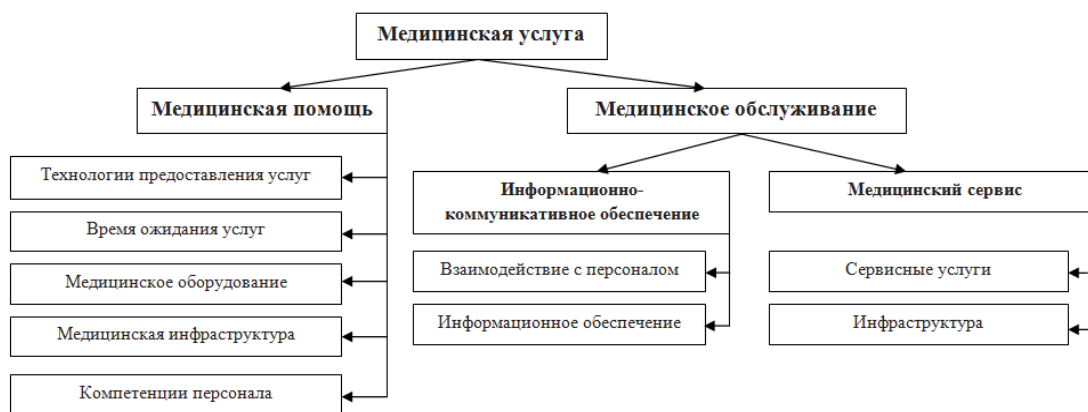 Медицинская услуга
Медицинская помощь
Медицинское обслуживание
Технологии предоставления услуг
Время ожидания услуг
Медицинское оборудование
Медицинская инфраструктура
Компетенции персонала
Информационно-
коммуникативное обеспечение
Взаимодействие с персоналом
Информационное обеспечение
Медицинский сервис
Сервисные услуги
Инфраструктура